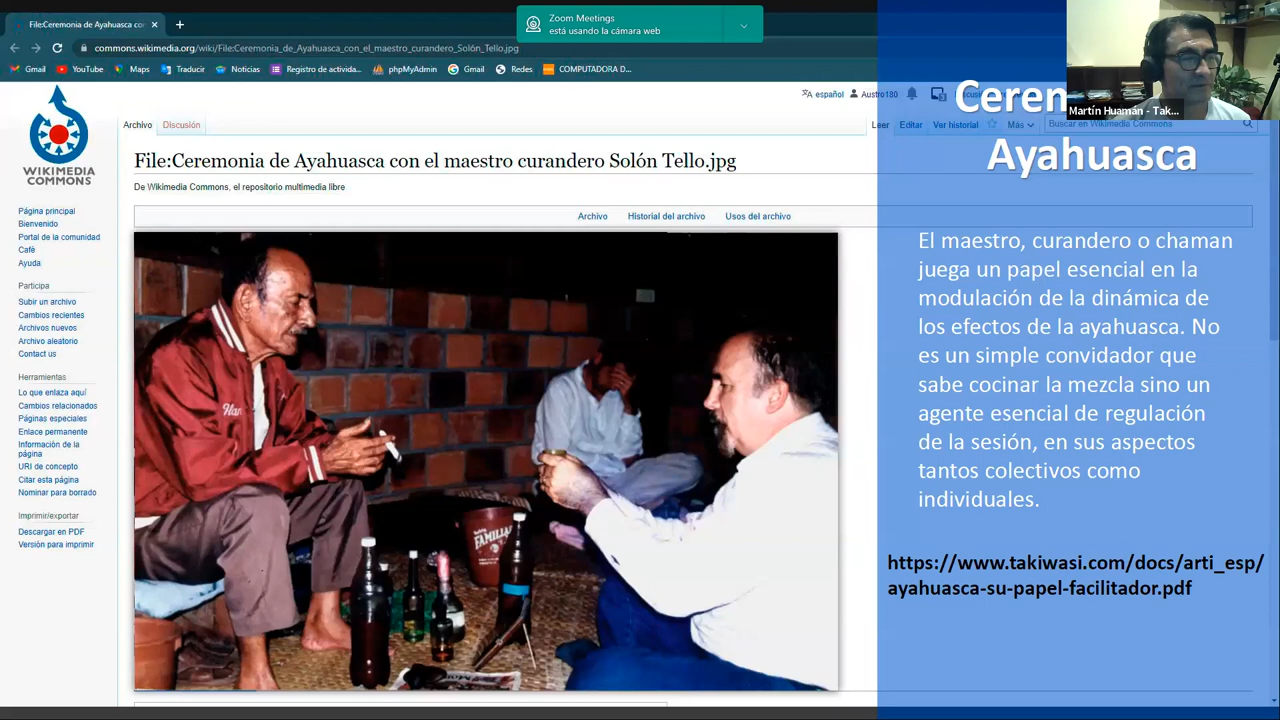 File:Ceremonia de Ayahuasca co
Zoom Meetings
está usando la cámara web
commons.wikimedia.org/wiki/File:Ceremonia_de_Ayahuasca_con_el_maestro_curandero_Solón_Tello.jpg
Gmail YouTube Maps Traducir Noticias Registro de activida... phpMyAdmin Gmail Redes COMPUTADORA D...
Martín Huamán - Tak...
español Austro180
Archivo Discusión
Leer Editar Ver historial Más Buscar en Wikimedia Commons
WIKIMEDIA
COMMONS
File:Ceremonia de Ayahuasca con el maestro curandero Solón Tello.jpg
De Wikimedia Commons, el repositorio multimedia libre
Archivo Historial del archivo Usos del archivo
Página principal
Bienvenido
Portal de la comunidad
Café
Ayuda
Participa
Subir un archivo
Cambios recientes
Archivos nuevos
Archivo aleatorio
Contact us
Herramientas
Lo que enlaza aquí
Cambios relacionados
Páginas especiales
Enlace permanente
Información de la
página
URI de concepto
Citar esta página
Nominar para borrado
Imprimir/exportar
Descargar en PDF
Versión para imprimir
FAMILIAR
Cerem
Ayahuasca
El maestro, curandero o chaman
juega un papel esencial en la
modulación de la dinámica de
los efectos de la ayahuasca. No
es un simple convidador que
sabe cocinar la mezcla sino un
agente esencial de regulación
de la sesión, en sus aspectos
tantos colectivos como
individuales.
https://www.takiwasi.com/docs/arti_esp/
ayahuasca-su-papel-facilitador.pdf